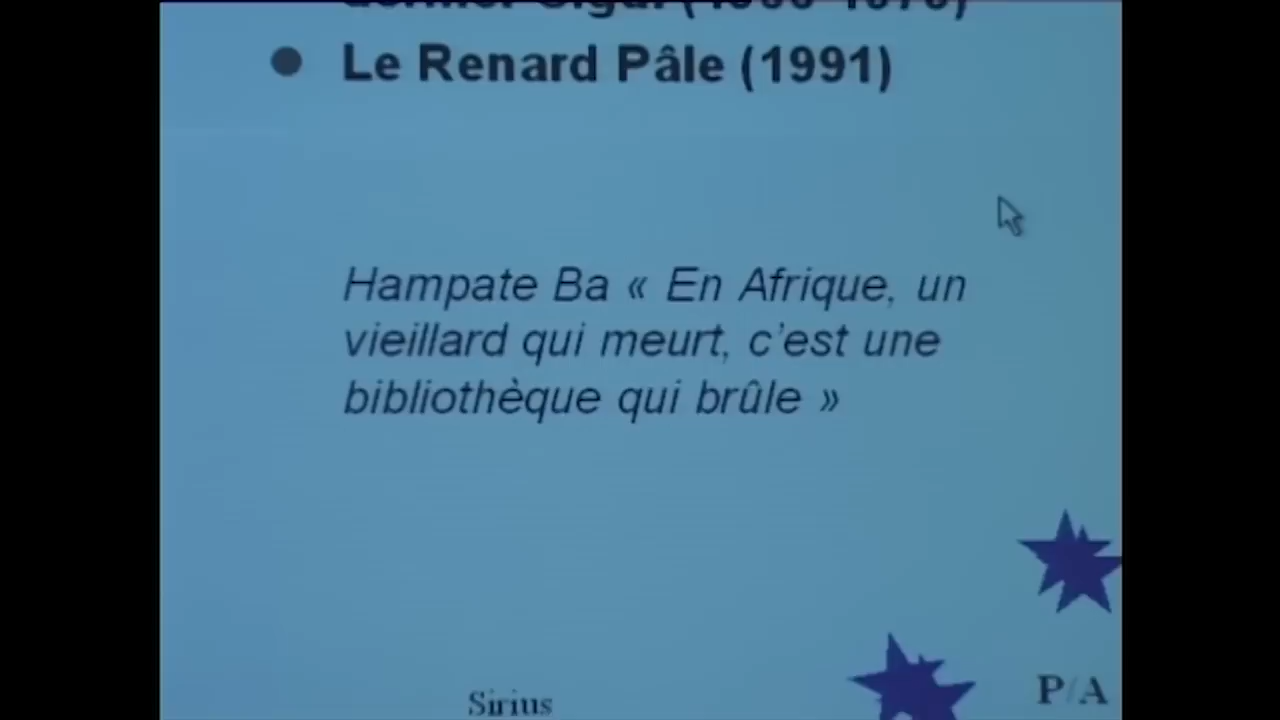 Le Renard Pâle (1991)
Hampate Ba « En Afrique, un
vieillard qui meurt, c'est une
bibliothèque qui brûle »
P/A
Sirius